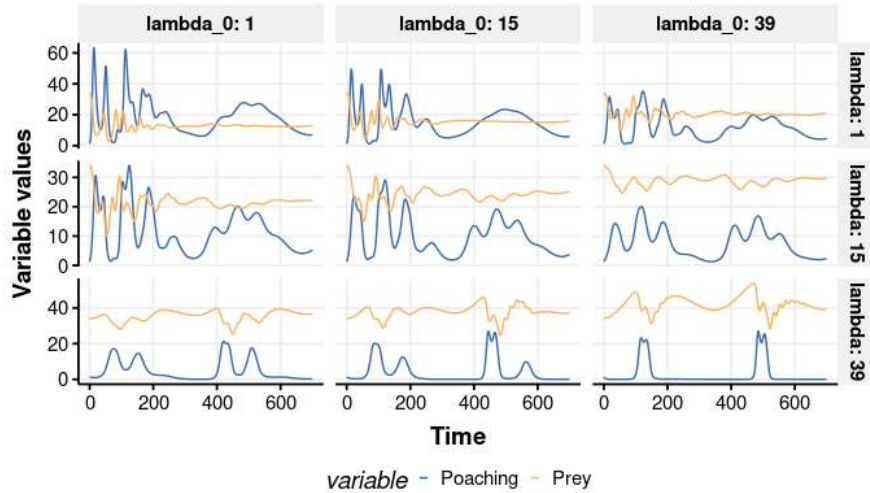 lambda_0: 1
lambda_0: 15
lambda_0: 39
Variable values
60
40
20
0
lambda: 1
30
20
10
0
lambda: 15
40
20
0
lambda: 39
0 200 400 600
0 200 400 600
0 200 400 600
Time
variable Poaching Prey